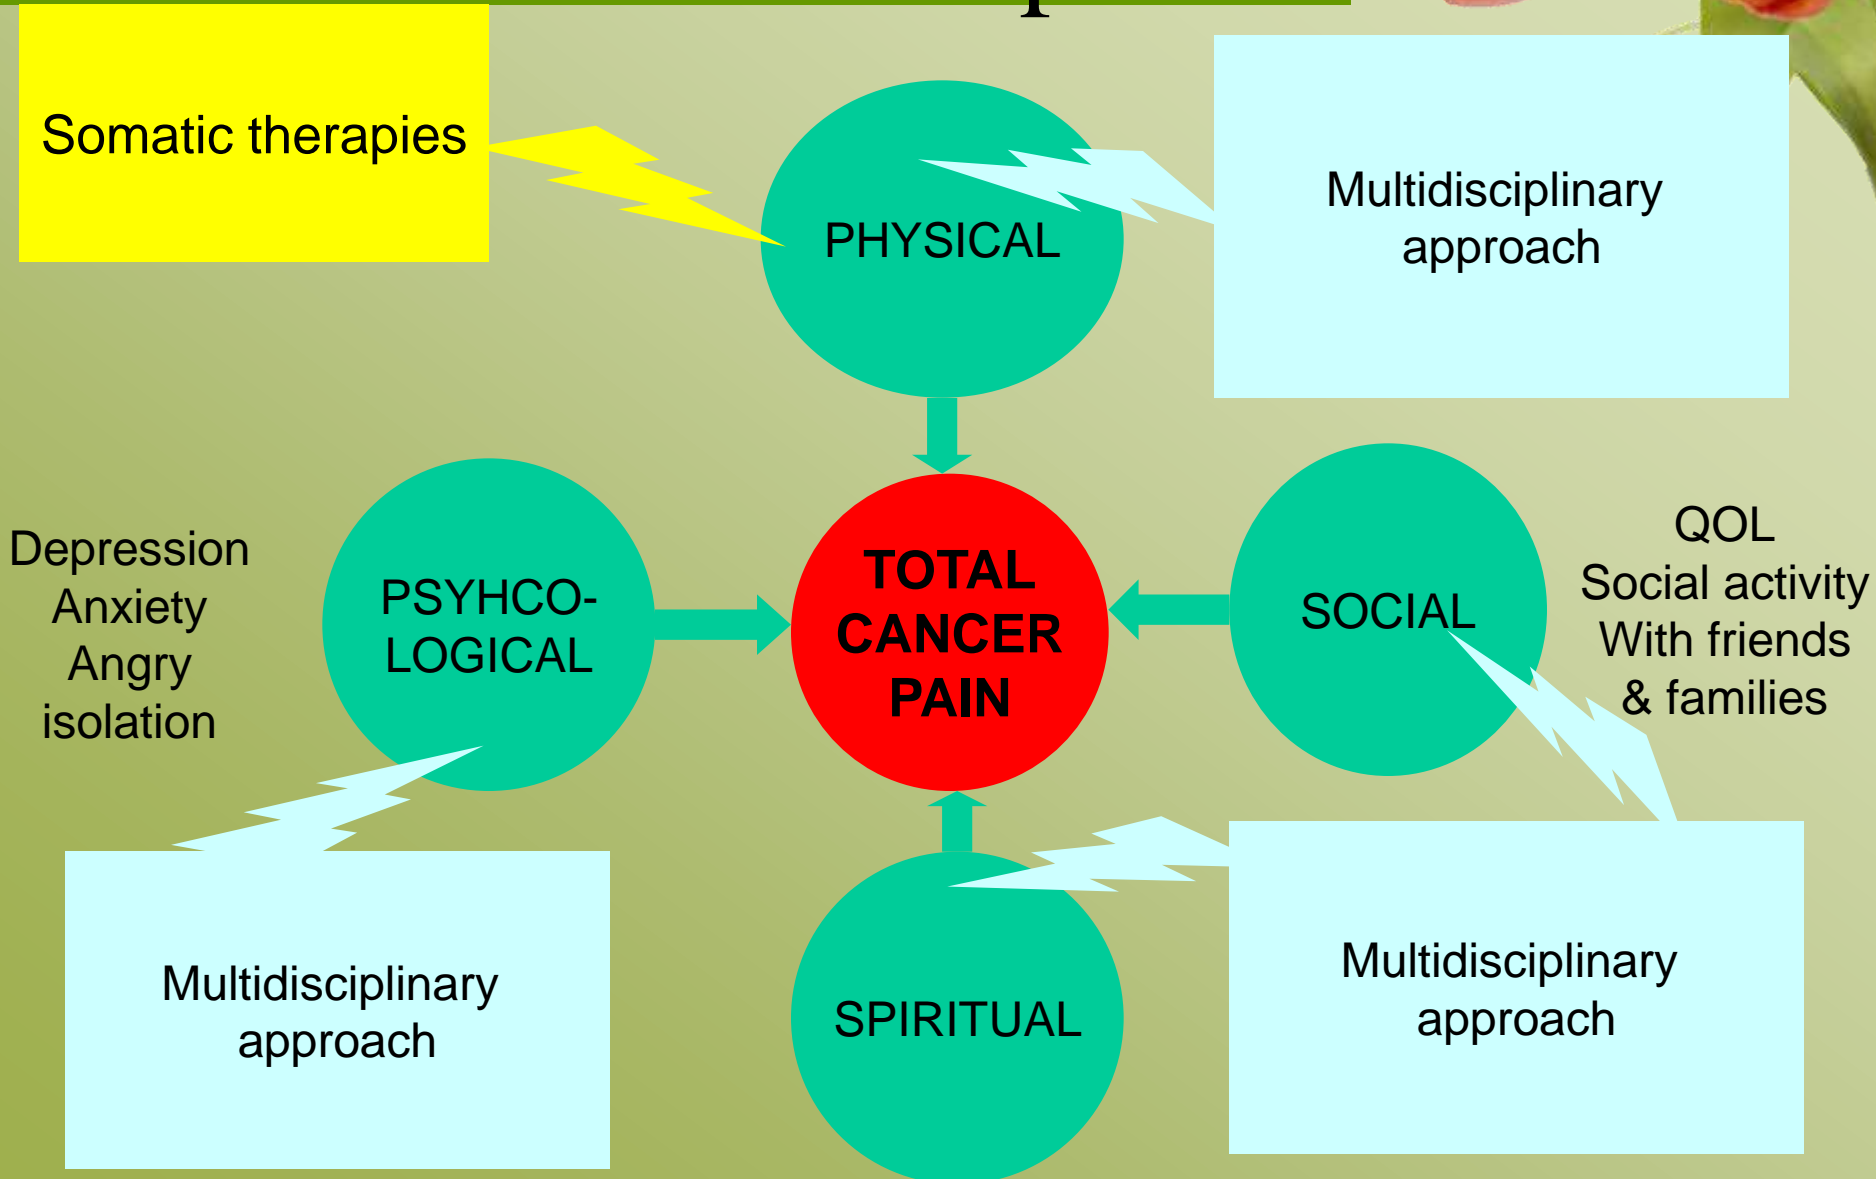 Somatic therapies
PHYSICAL
Multidisciplinary
approach
Depression
Anxiety
Angry
isolation
PSYHCO-
LOGICAL
TOTAL
CANCER
PAIN
SOCIAL
QOL
Social activity
With friends
& families
Multidisciplinary
approach
SPIRITUAL
Multidisciplinary
approach